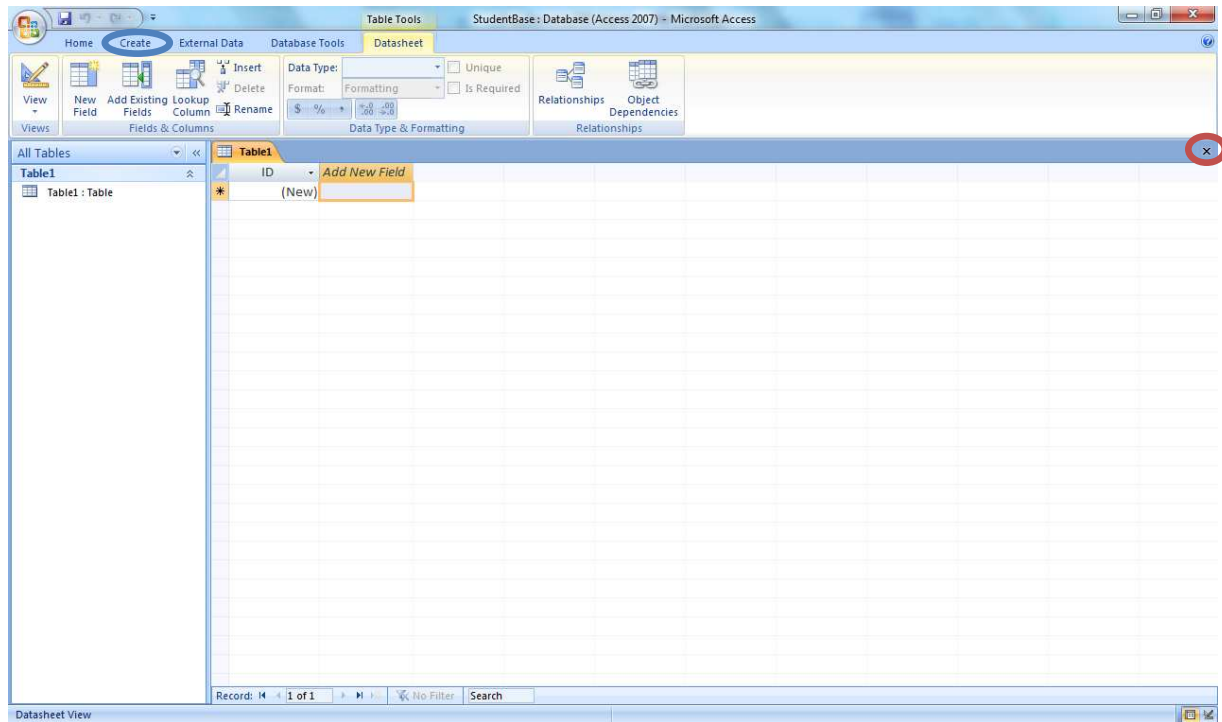 Table Tools StudentBase : Database (Access 2007) - Microsoft Access
Home Create External Data Database Tools Datasheet
View
New Field
Add Existing Fields
Lookup Column
Insert
Delete
Rename
Data Type:
Format: Formatting
$ % ,
Unique
Is Required
Relationships
Object Dependencies
Views Fields & Columns Data Type & Formatting Relationships
All Tables
Table1
Table1 : Table
Table1
ID Add New Field
(New)
Record: 1 of 1 No Filter Search
Datasheet View